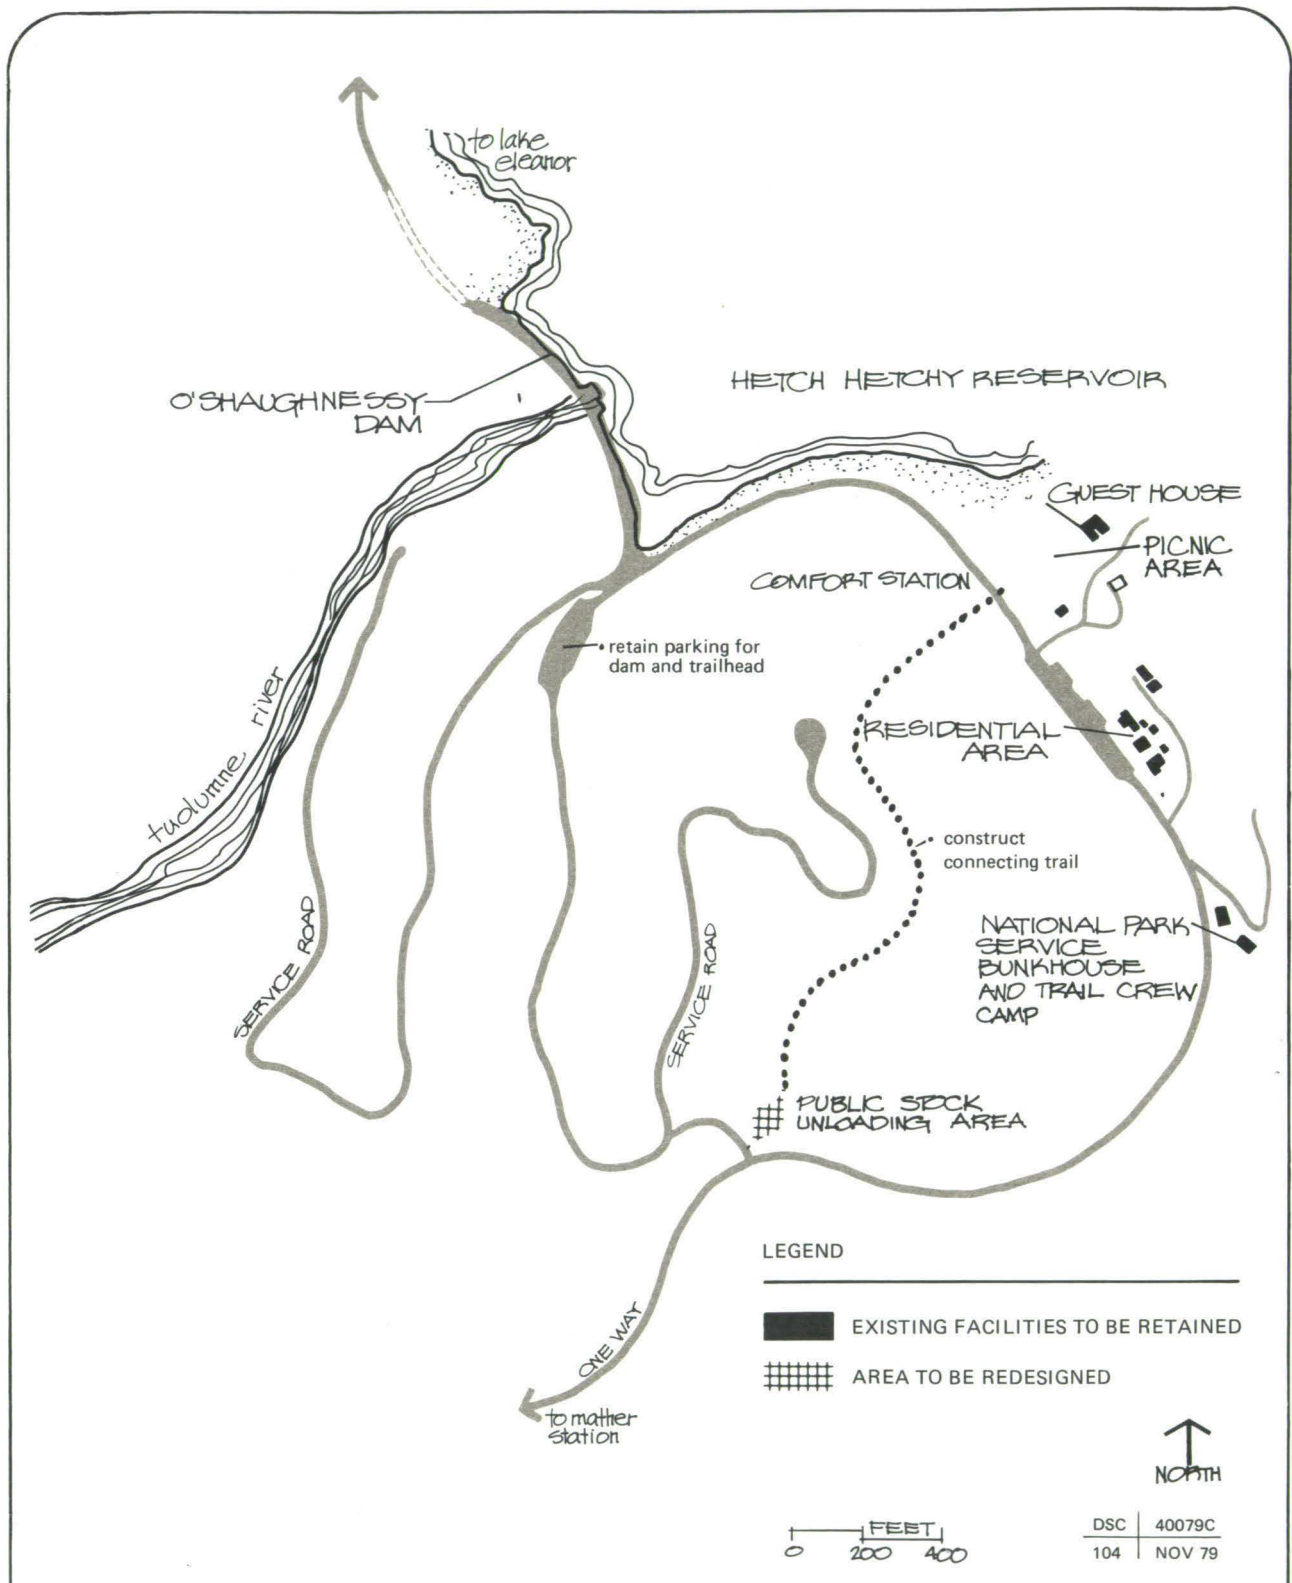 to lake
eleanor
O'SHAUGHNESSY
DAM
HETCH HETCHY RESERVOIR
GUEST HOUSE
PICNIC
AREA
COMFORT STATION
• retain parking for
dam and trailhead
tuolumne river
RESIDENTIAL
AREA
• construct
connecting trail
SERVICE ROAD
SERVICE ROAD
NATIONAL PARK
SERVICE
BUNKHOUSE
AND TRAIL CREW
CAMP
PUBLIC STOCK
UNLOADING AREA
ONE WAY
to mather
station
LEGEND
EXISTING FACILITIES TO BE RETAINED
AREA TO BE REDESIGNED
NORTH
FEET
0 200 400
DSC 40079C
104 NOV 79